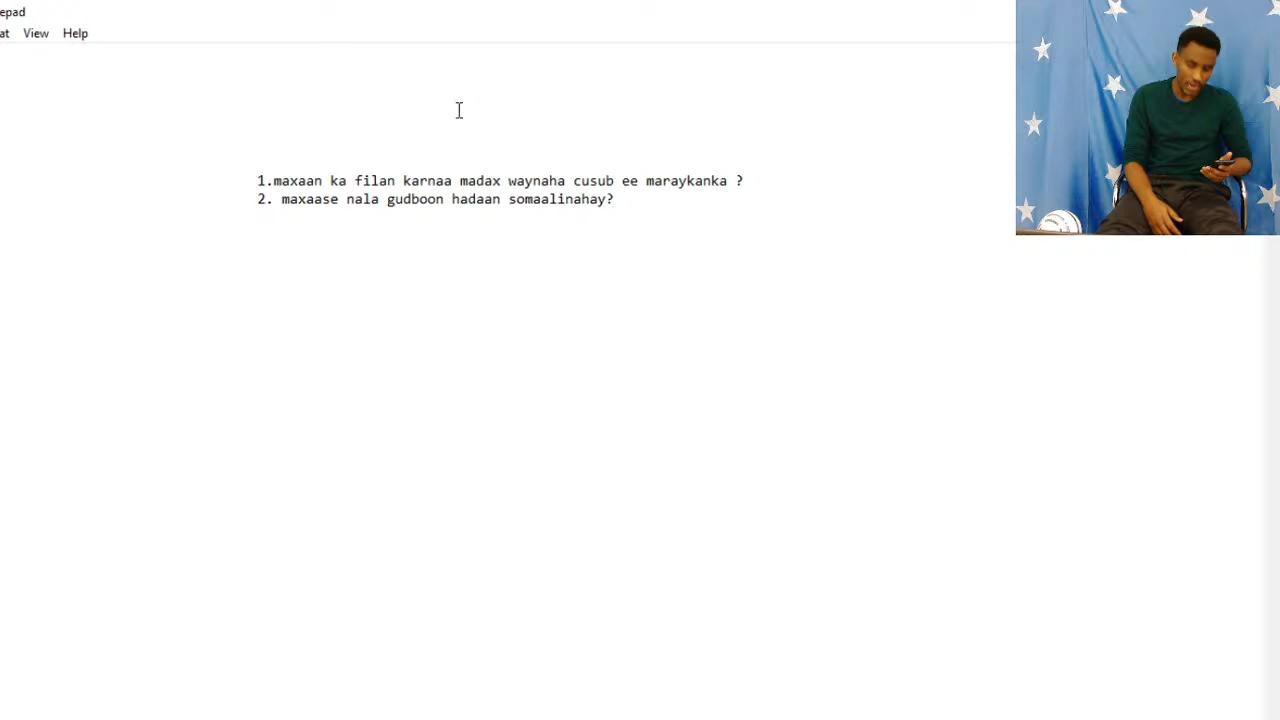 epad
at View Help
1.maxaan ka filan karnaa madax waynaha cusub ee maraykanka ?
2. maxaase nala gudboon hadaan somaalinahay?